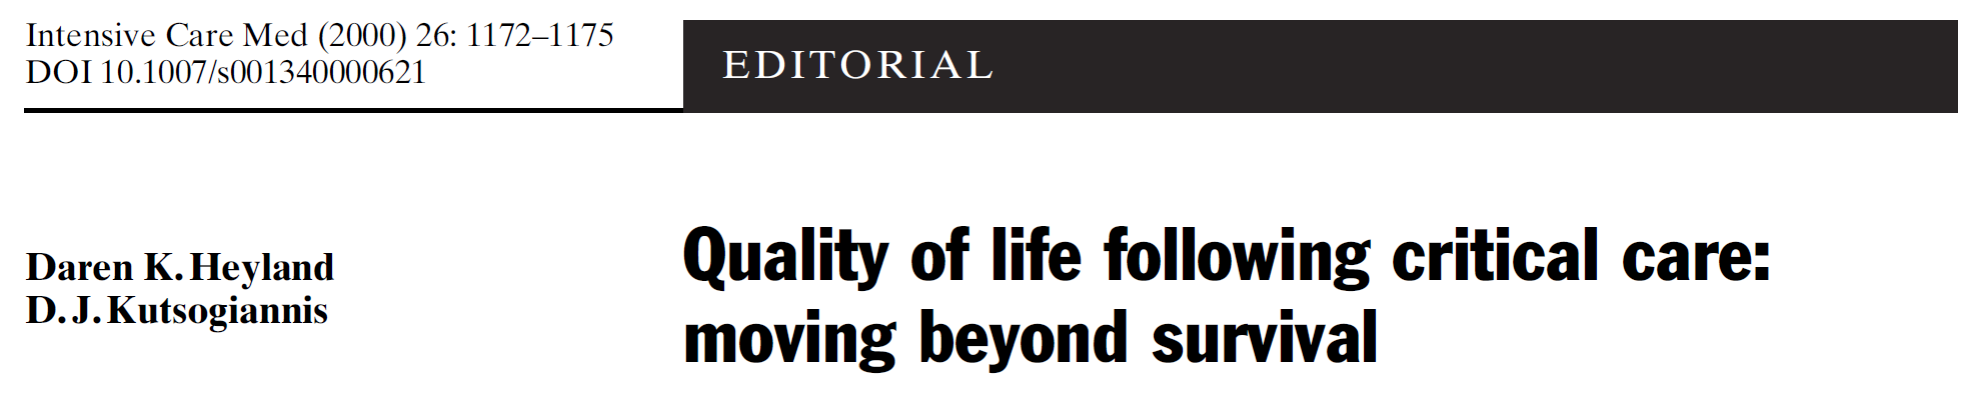 Intensive Care Med (2000) 26: 1172–1175
DOI 10.1007/s001340000621
EDITORIAL
Daren K. Heyland
D. J. Kutsogiannis
Quality of life following critical care:
moving beyond survival